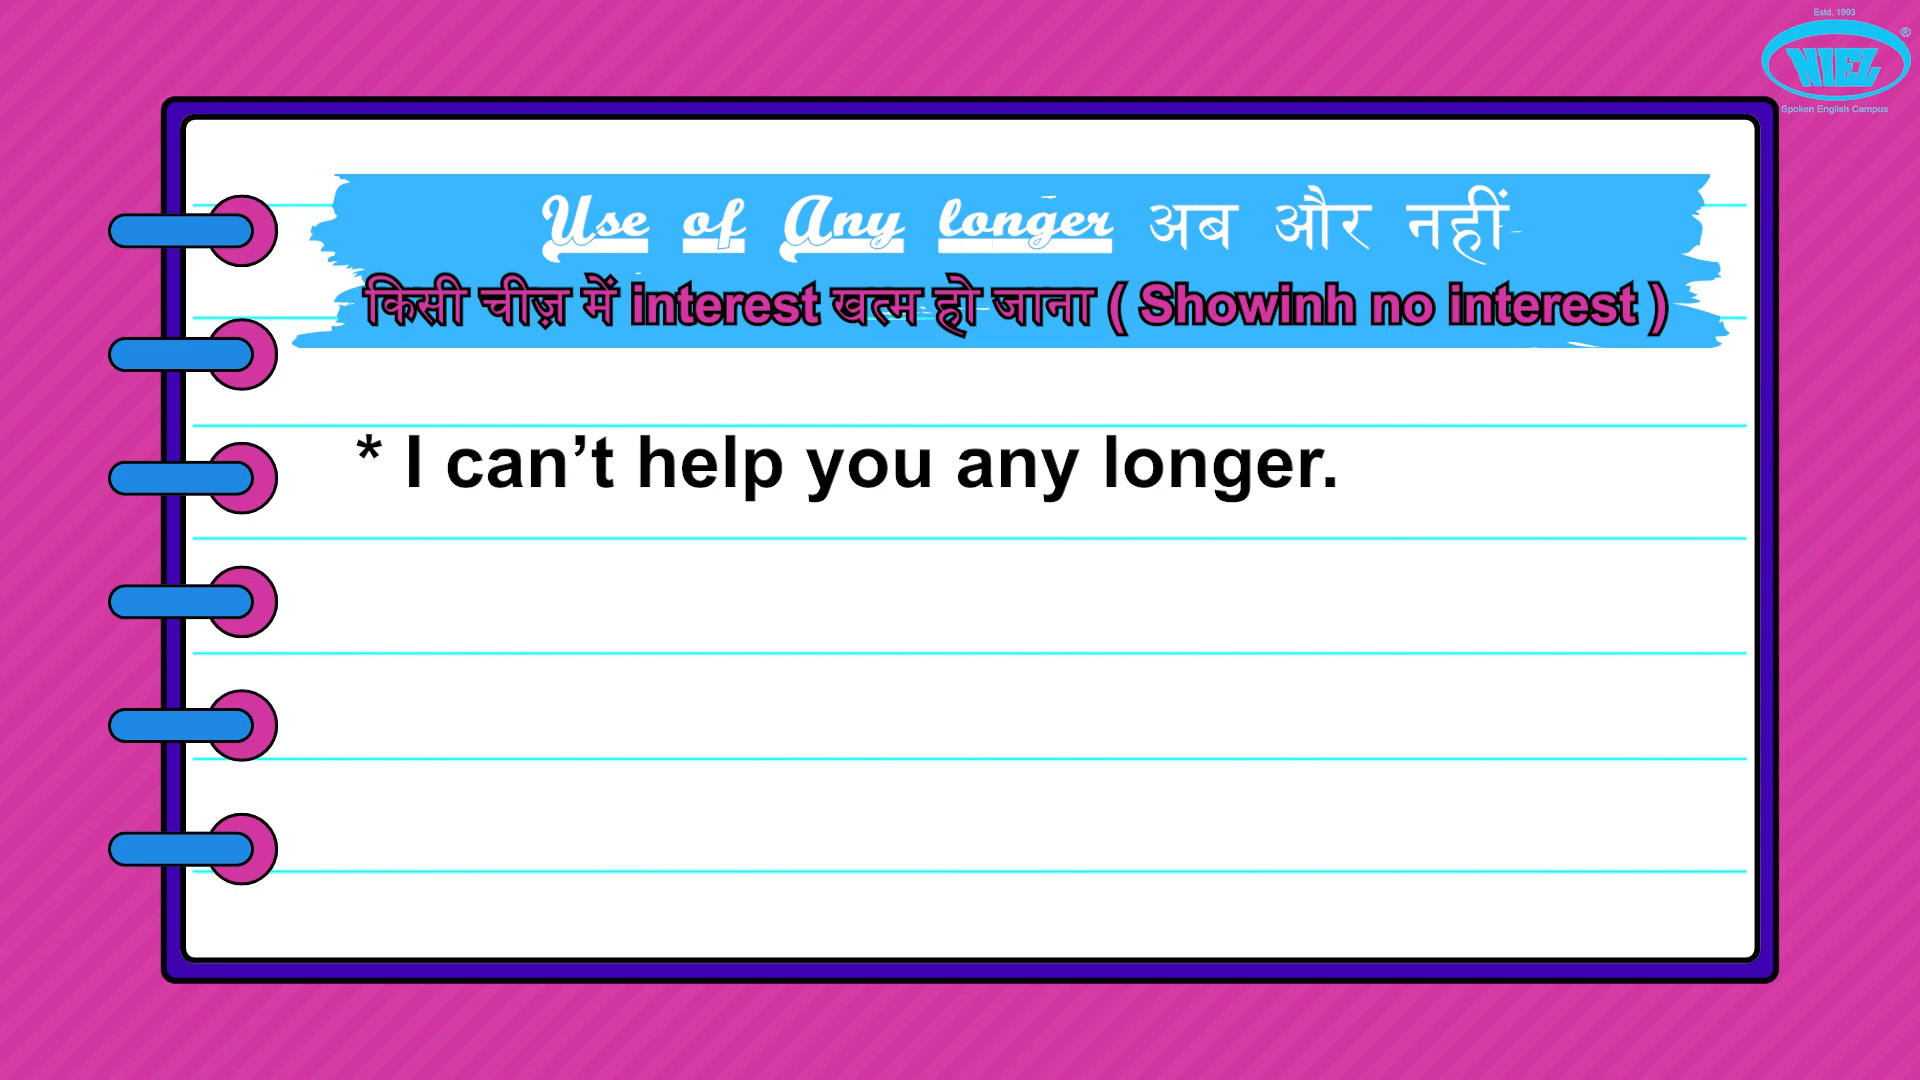 Estd. 1993
NIEL ®
Spoken English Campus
Use of Any longer अब और नहीं
किसी चीज़ में interest खत्म हो जाना ( Showinh no interest )
* I can’t help you any longer.